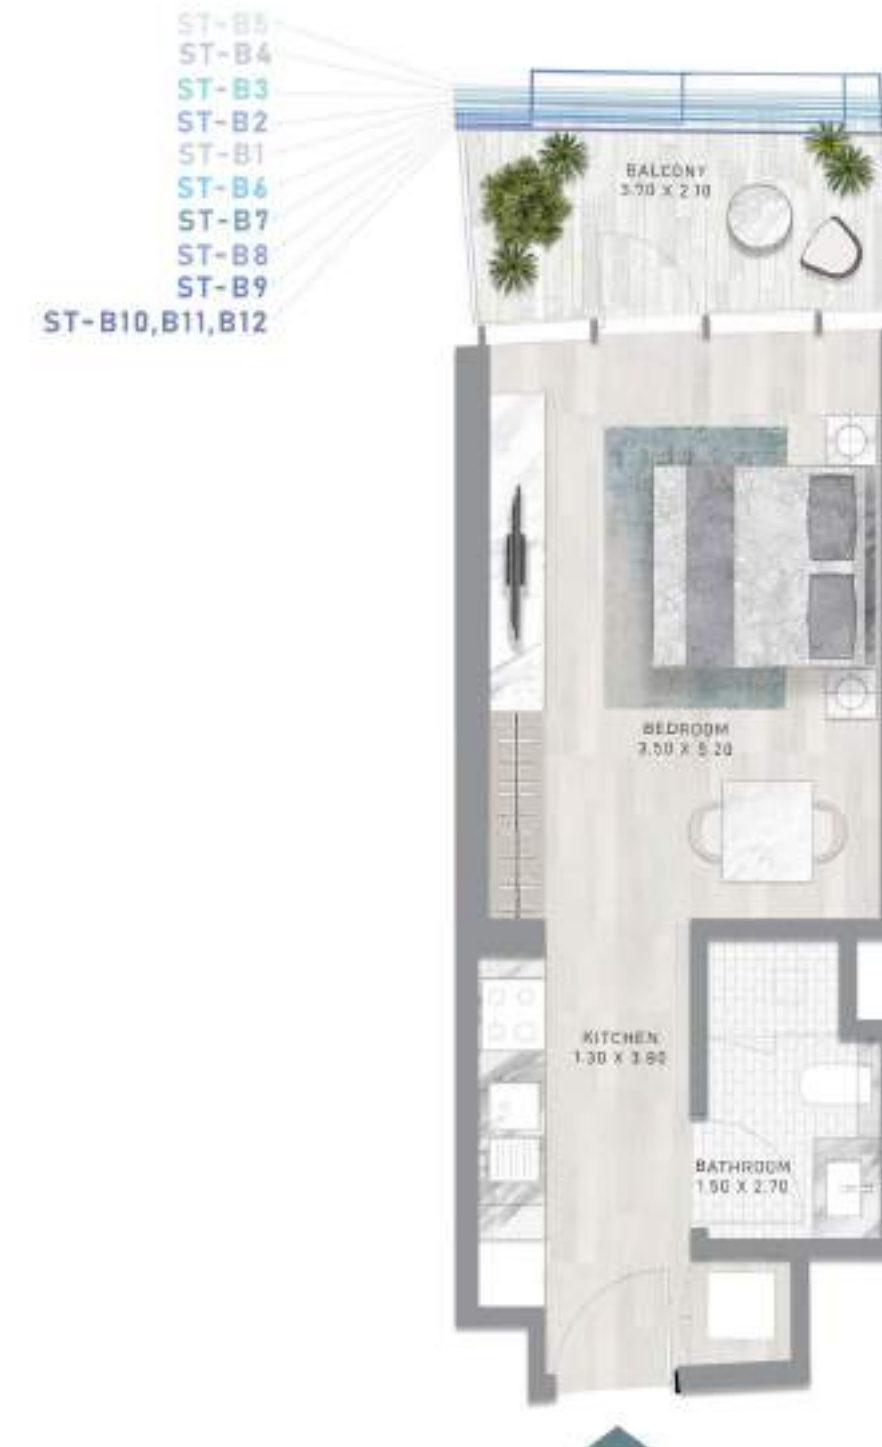 ST-B5
ST-B4
ST-B3
ST-B2
ST-B1
ST-B6
ST-B7
ST-B8
ST-B9
ST-B10,B11,B12
BALCONY
3.70 X 2.10
BEDROOM
3.50 X 5.20
KITCHEN
1.30 X 3.80
BATHROOM
1.50 X 2.70